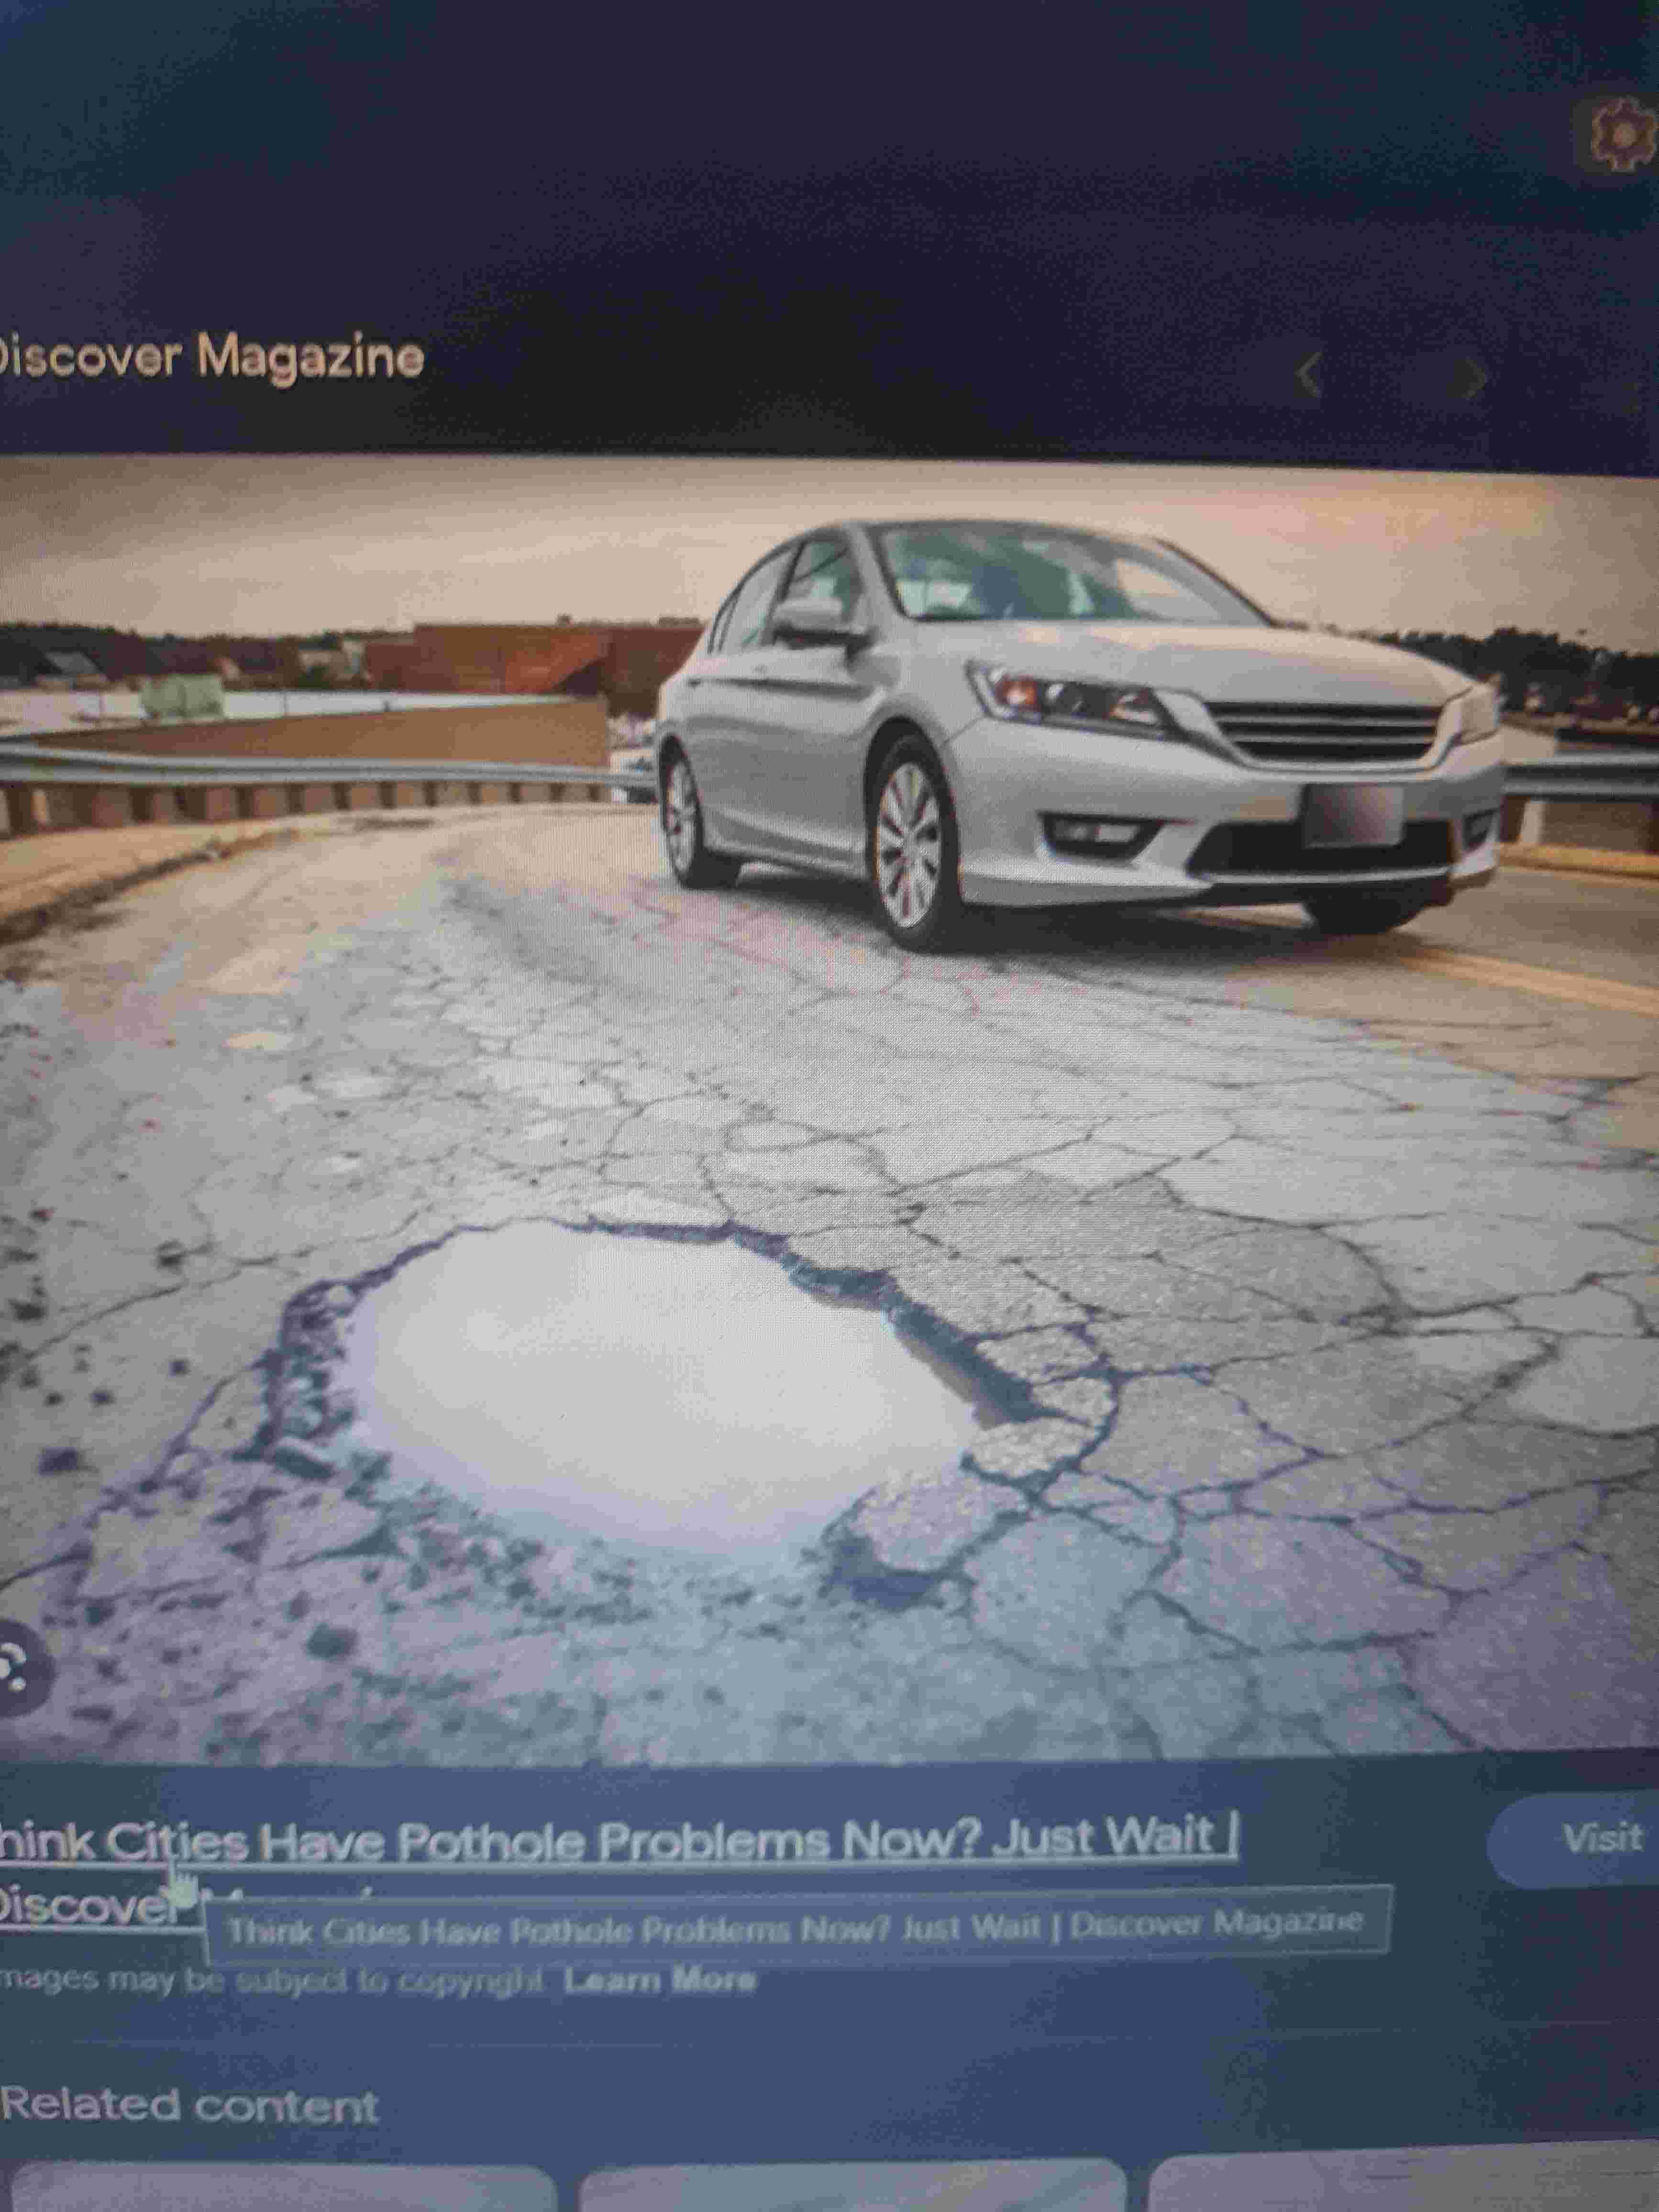 Discover Magazine
hink Cities Have Pothole Problems Now? Just Wait |
Discover
Think Cities Have Pothole Problems Now? Just Wait | Discover Magazine
mages may be subject to copyright. Learn More
Visit
Related content